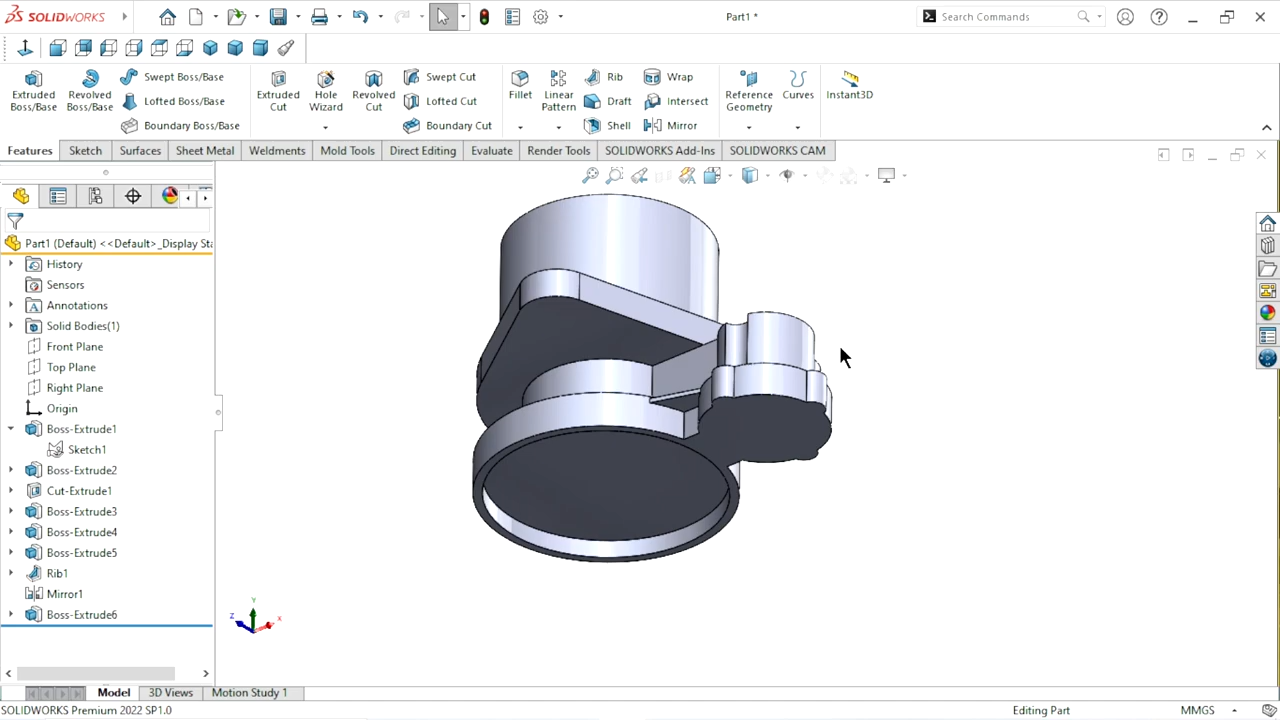 SOLIDWORKS
Part1 *
Search Commands
Extruded Boss/Base
Revolved Boss/Base
Swept Boss/Base
Lofted Boss/Base
Boundary Boss/Base
Extruded Cut
Hole Wizard
Revolved Cut
Swept Cut
Lofted Cut
Boundary Cut
Fillet
Linear Pattern
Rib
Draft
Shell
Wrap
Intersect
Mirror
Reference Geometry
Curves
Instant3D
Features
Sketch
Surfaces
Sheet Metal
Weldments
Mold Tools
Direct Editing
Evaluate
Render Tools
SOLIDWORKS Add-Ins
SOLIDWORKS CAM
Part1 (Default) <<Default>_Display Sta
History
Sensors
Annotations
Solid Bodies(1)
Front Plane
Top Plane
Right Plane
Origin
Boss-Extrude1
Sketch1
Boss-Extrude2
Cut-Extrude1
Boss-Extrude3
Boss-Extrude4
Boss-Extrude5
Rib1
Mirror1
Boss-Extrude6
Y
Z
X
Model
3D Views
Motion Study 1
SOLIDWORKS Premium 2022 SP1.0
Editing Part
MMGS